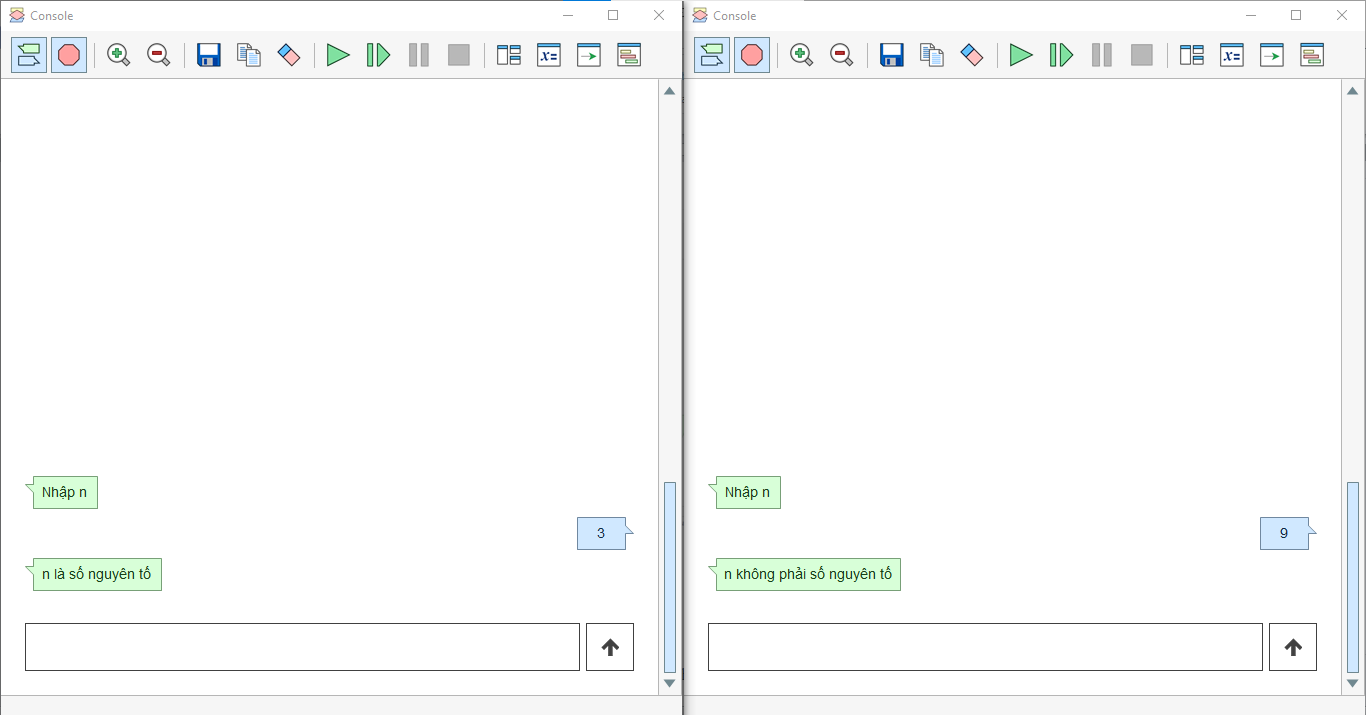 Console
x=
Nhập n
3
n là số nguyên tố
Console
x=
Nhập n
9
n không phải số nguyên tố